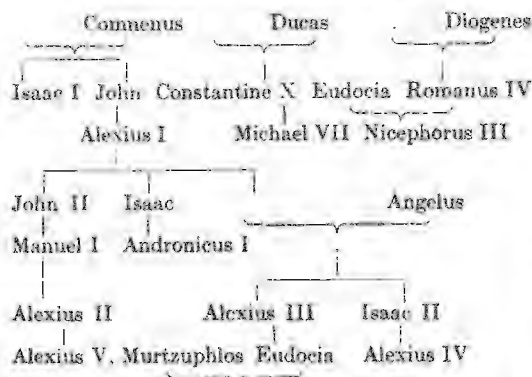 Comnenus Ducas Diogenes
Isaac I John Constantine X Eudocia Romanus IV
Alexius I Michael VII Nicephorus III
John II Isaac Angelus
Manuel I Andronicus I
Alexius II Alexius III Isaac II
Alexius V. Murtzuphlos Eudocia Alexius IV